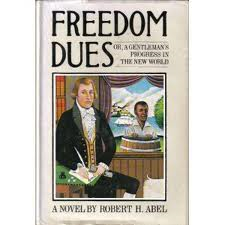 FREEDOM
DUES
OR, A GENTLEMAN'S
PROGRESS IN
THE NEW WORLD
A NOVEL BY ROBERT H. ABEL